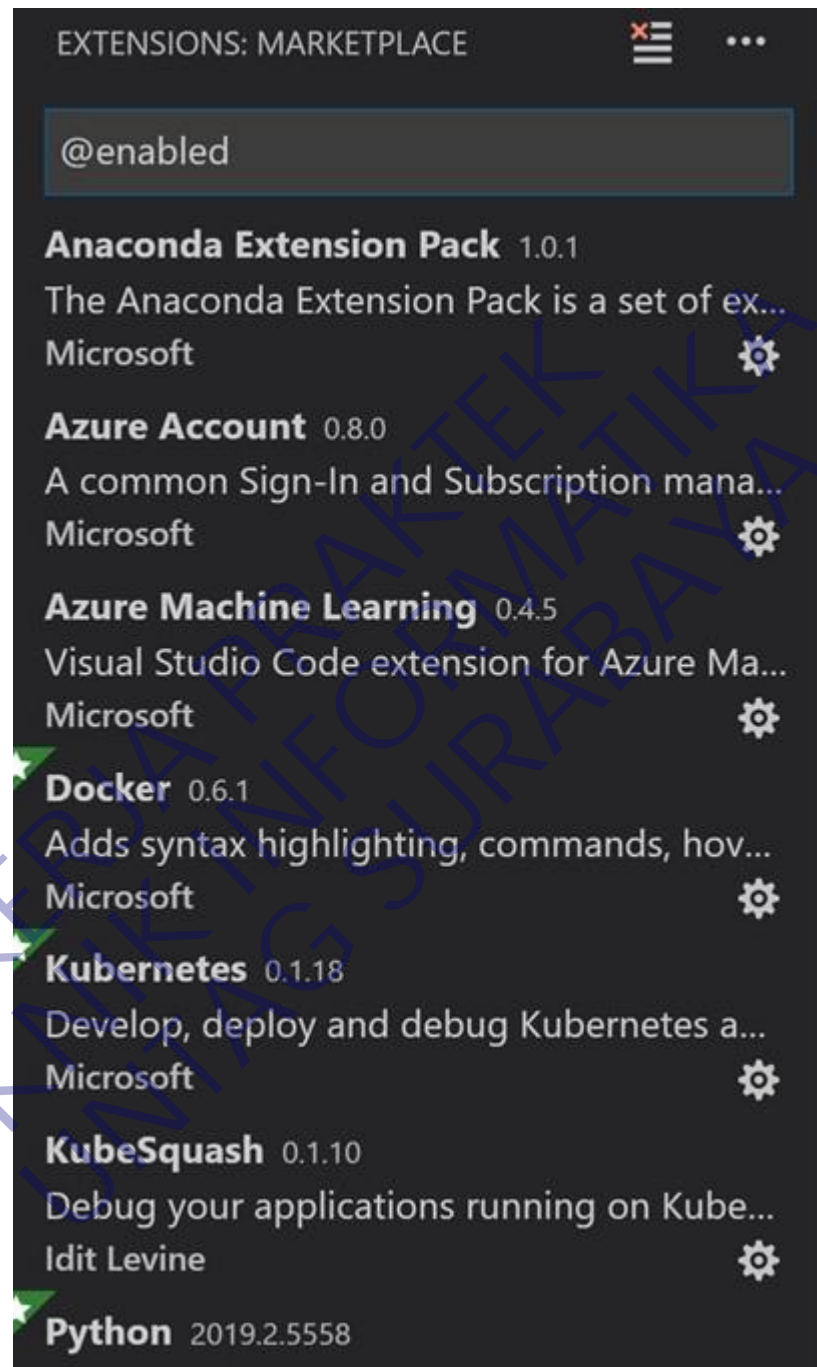 EXTENSIONS: MARKETPLACE
@enabled
Anaconda Extension Pack 1.0.1
The Anaconda Extension Pack is a set of ex...
Microsoft
Azure Account 0.8.0
A common Sign-In and Subscription mana...
Microsoft
Azure Machine Learning 0.4.5
Visual Studio Code extension for Azure Ma...
Microsoft
Docker 0.6.1
Adds syntax highlighting, commands, hov...
Microsoft
Kubernetes 0.1.18
Develop, deploy and debug Kubernetes a...
Microsoft
KubeSquash 0.1.10
Debug your applications running on Kube...
Idit Levine
Python 2019.2.5558
PRAKTEK
INFORMATIKA
UNTAG SURABAYA